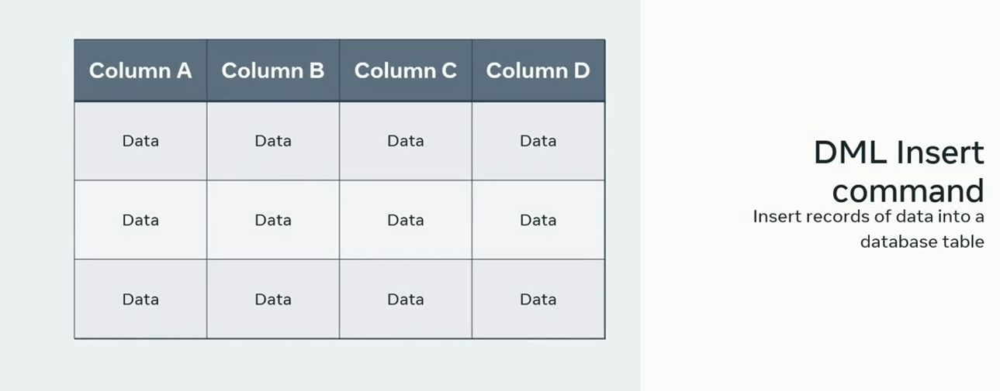 Column A Column B Column C Column D
Data Data Data Data
Data Data Data Data
Data Data Data Data
DML Insert
command
Insert records of data into a
database table